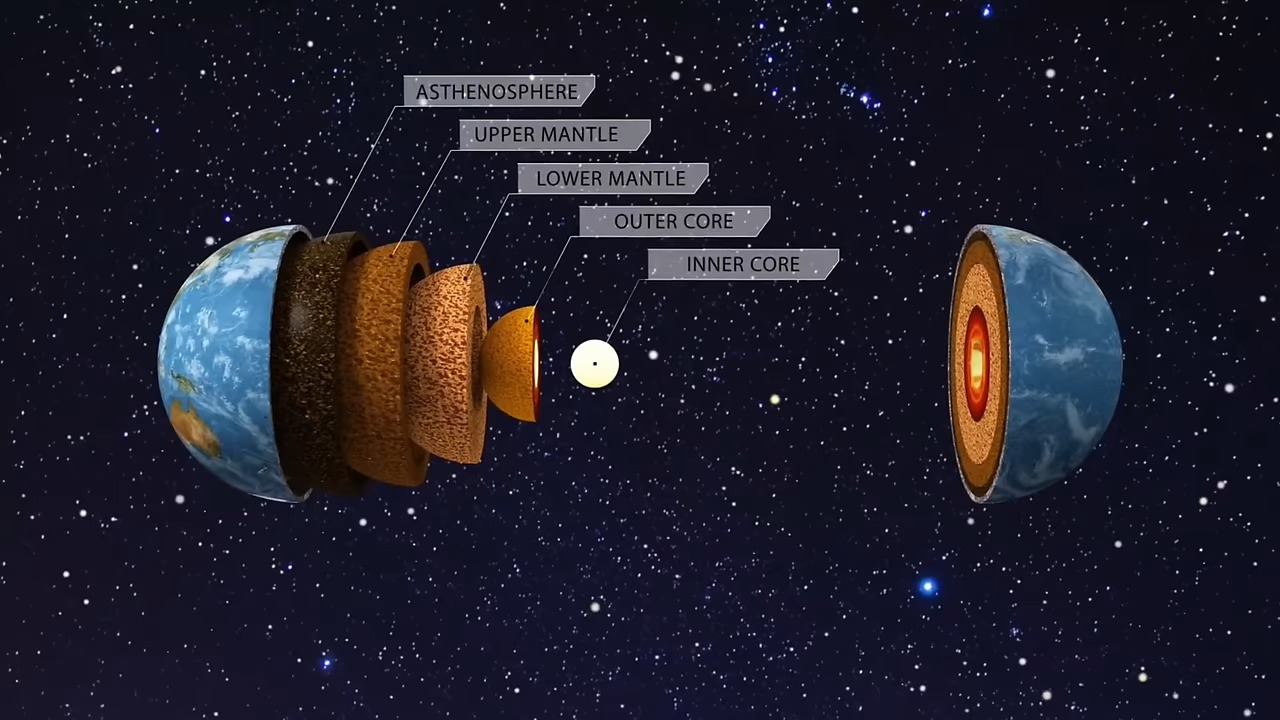 ASTHENOSPHERE
UPPER MANTLE
LOWER MANTLE
OUTER CORE
INNER CORE